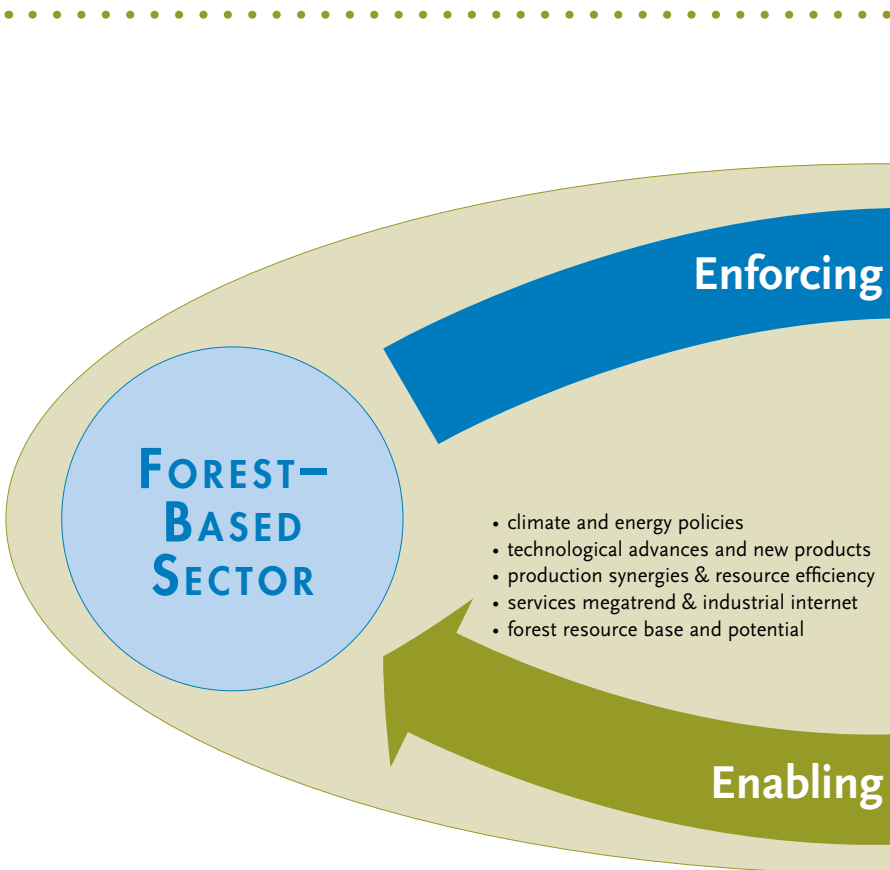 Enforcing
FOREST–
BASED
SECTOR
• climate and energy policies
• technological advances and new products
• production synergies & resource efficiency
• services megatrend & industrial internet
• forest resource base and potential
Enabling